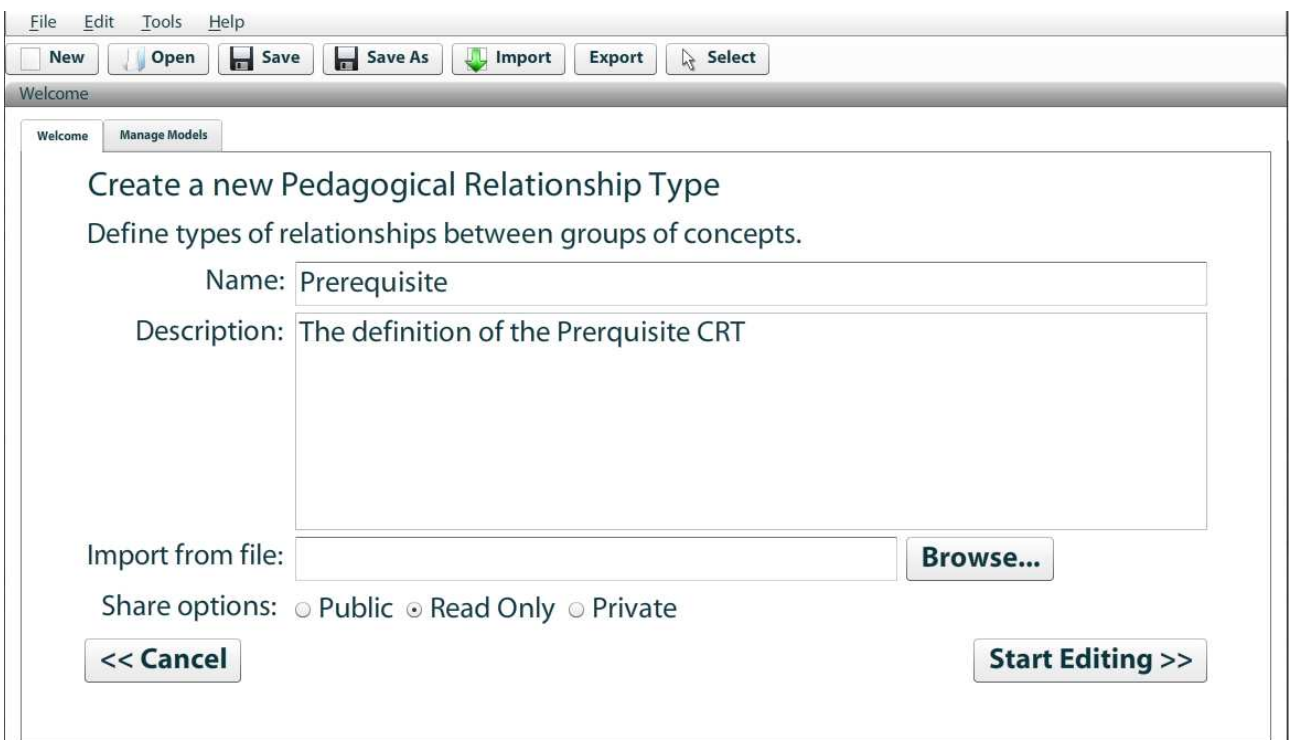 File Edit Tools Help
New Open Save Save As Import Export Select
Welcome
Welcome Manage Models
Create a new Pedagogical Relationship Type
Define types of relationships between groups of concepts.
Name: Prerequisite
Description: The definition of the Prerquisite CRT
Import from file: Browse...
Share options: Public Read Only Private
<< Cancel Start Editing >>